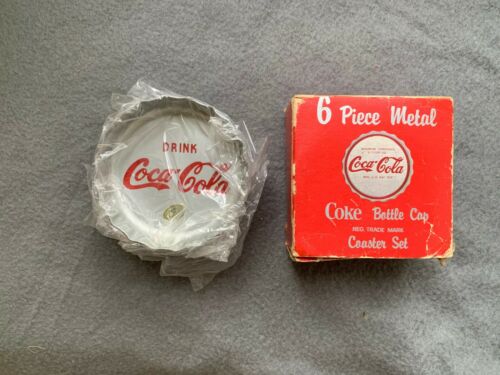 DRINK
Coca-Cola
6 Piece Metal
Coca-Cola
Coke Bottle Cap
REG. TRADE MARK
Coaster Set